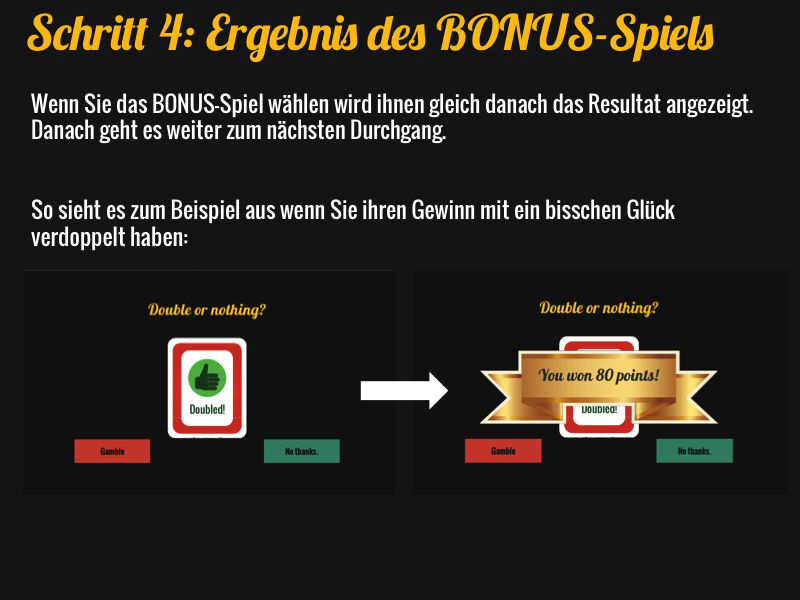 Schritt 4: Ergebnis des BONUS-Spiels
Wenn Sie das BONUS-Spiel wählen wird ihnen gleich danach das Resultat angezeigt.
Danach geht es weiter zum nächsten Durchgang.
So sieht es zum Beispiel aus wenn Sie ihren Gewinn mit ein bisschen Glück
verdoppelt haben:
Double or nothing?
Doubled!
Gamble
No thanks.
Double or nothing?
You won 80 points!
Doubled!
Gamble
No thanks.